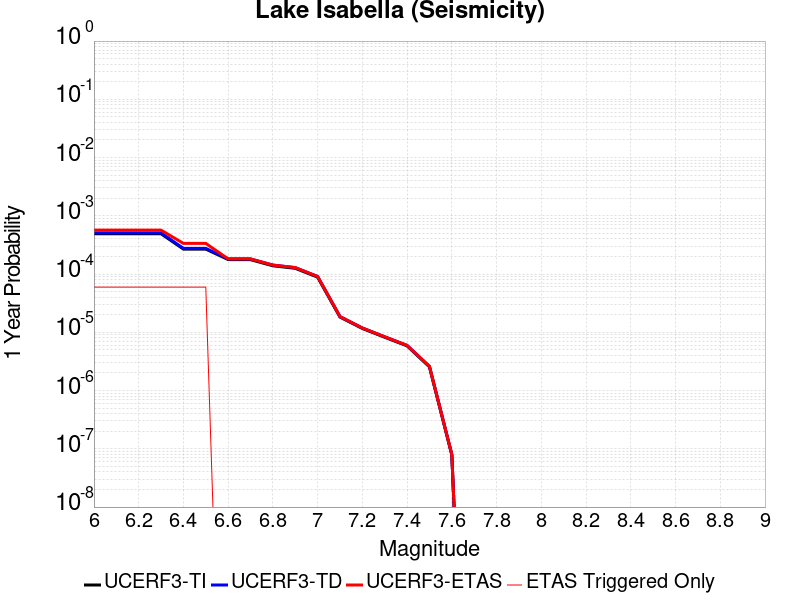 Lake Isabella (Seismicity)
1 Year Probability
10^0
10^-1
10^-2
10^-3
10^-4
10^-5
10^-6
10^-7
10^-8
6 6.2 6.4 6.6 6.8 7 7.2 7.4 7.6 7.8 8 8.2 8.4 8.6 8.8 9
Magnitude
UCERF3-TI UCERF3-TD UCERF3-ETAS ETAS Triggered Only